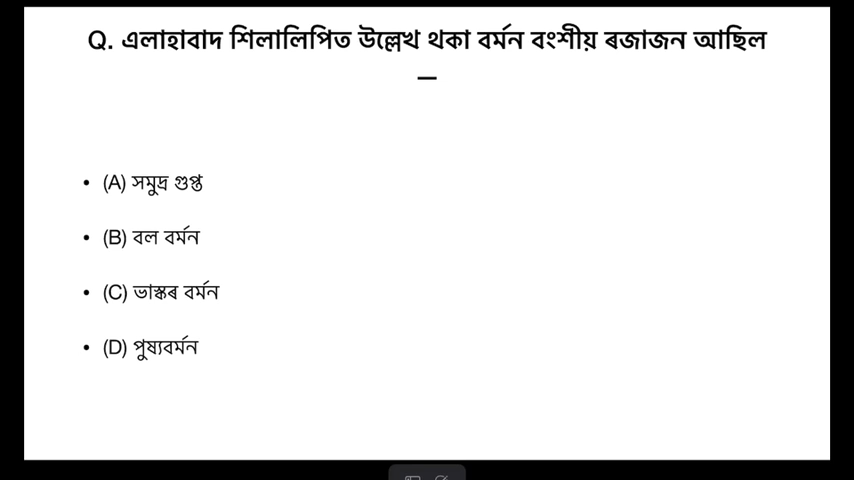 Q. এলাহাবাদ শিলালিপিত উল্লেখ থকা বৰ্মন বংশীয় ৰজাজন আছিল
—
• (A) সমুদ্ৰ গুপ্ত
• (B) বল বৰ্মন
• (C) ভাস্কৰ বৰ্মন
• (D) পুষ্যবৰ্মন